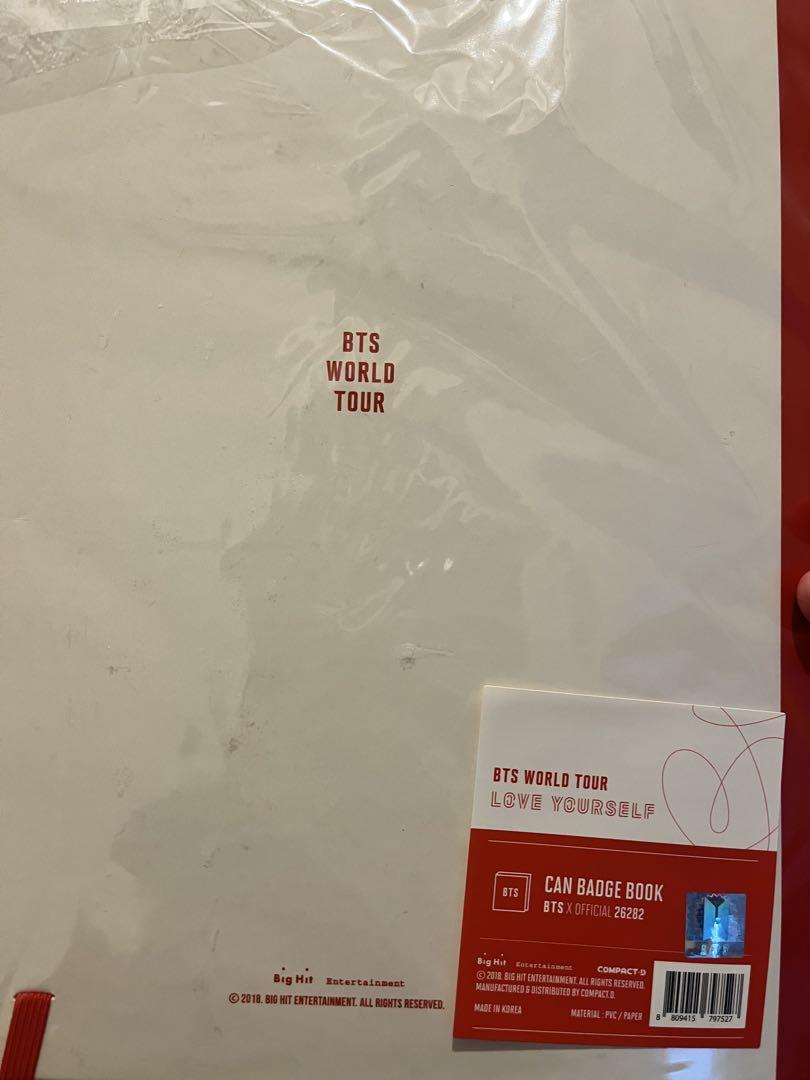 BTS
WORLD
TOUR
BTS WORLD TOUR
LOVE YOURSELF
BTS
CAN BADGE BOOK
BTS X OFFICIAL 26282
BTS
Big Hit Entertainment
COMPACT·D
© 2018. BIG HIT ENTERTAINMENT. ALL RIGHTS RESERVED.
MANUFACTURED & DISTRIBUTED BY COMPACT.D.
MADE IN KOREA
MATERIAL : PVC / PAPER
8 809415 797527
Big Hit Entertainment
© 2018. BIG HIT ENTERTAINMENT. ALL RIGHTS RESERVED.